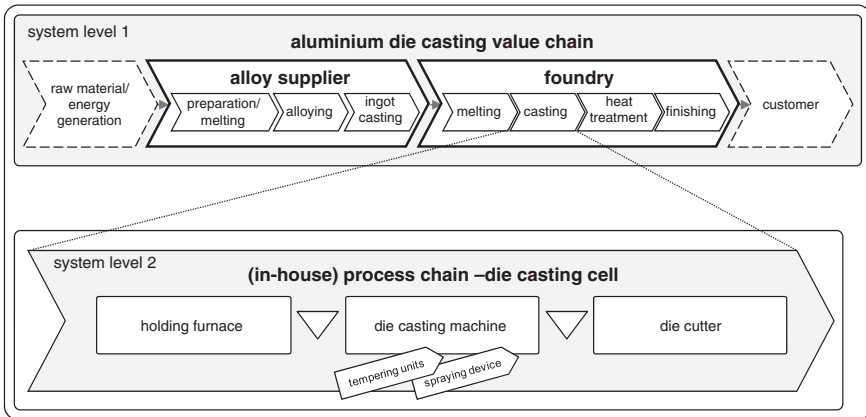 system level 1
aluminium die casting value chain
raw material/
energy
generation
alloy supplier
preparation/
melting
alloying
ingot
casting
foundry
melting
casting
heat
treatment
finishing
customer
system level 2
(in-house) process chain –die casting cell
holding furnace
die casting machine
die cutter
tempering units
spraying device